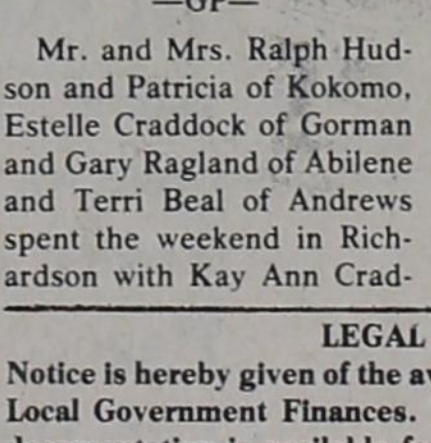 —GP—
Mr. and Mrs. Ralph Hud-
son and Patricia of Kokomo,
Estelle Craddock of Gorman
and Gary Ragland of Abilene
and Terri Beal of Andrews
spent the weekend in Rich-
ardson with Kay Ann Crad-
LEGAL
Notice is hereby given of the
Local Government Finances.